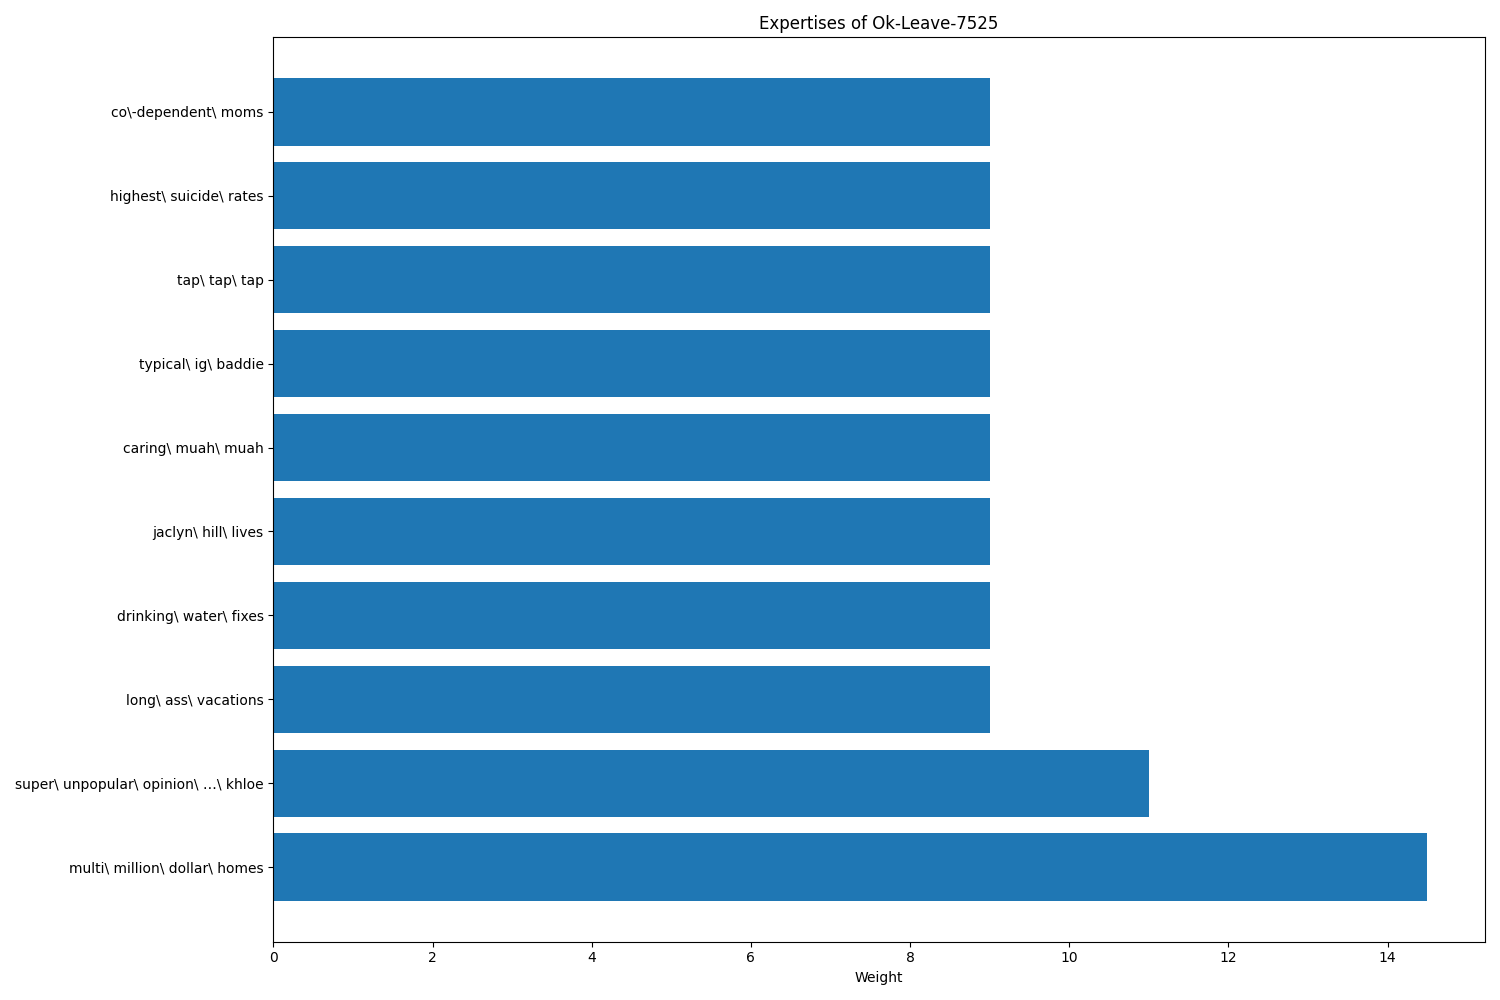 Expertises of Ok-Leave-7525
co\-dependent\ moms
highest\ suicide\ rates
tap\ tap\ tap
typical\ ig\ baddie
caring\ muah\ muah
jaclyn\ hill\ lives
drinking\ water\ fixes
long\ ass\ vacations
super\ unpopular\ opinion\ …\ khloe
multi\ million\ dollar\ homes
0 2 4 6 8 10 12 14
Weight